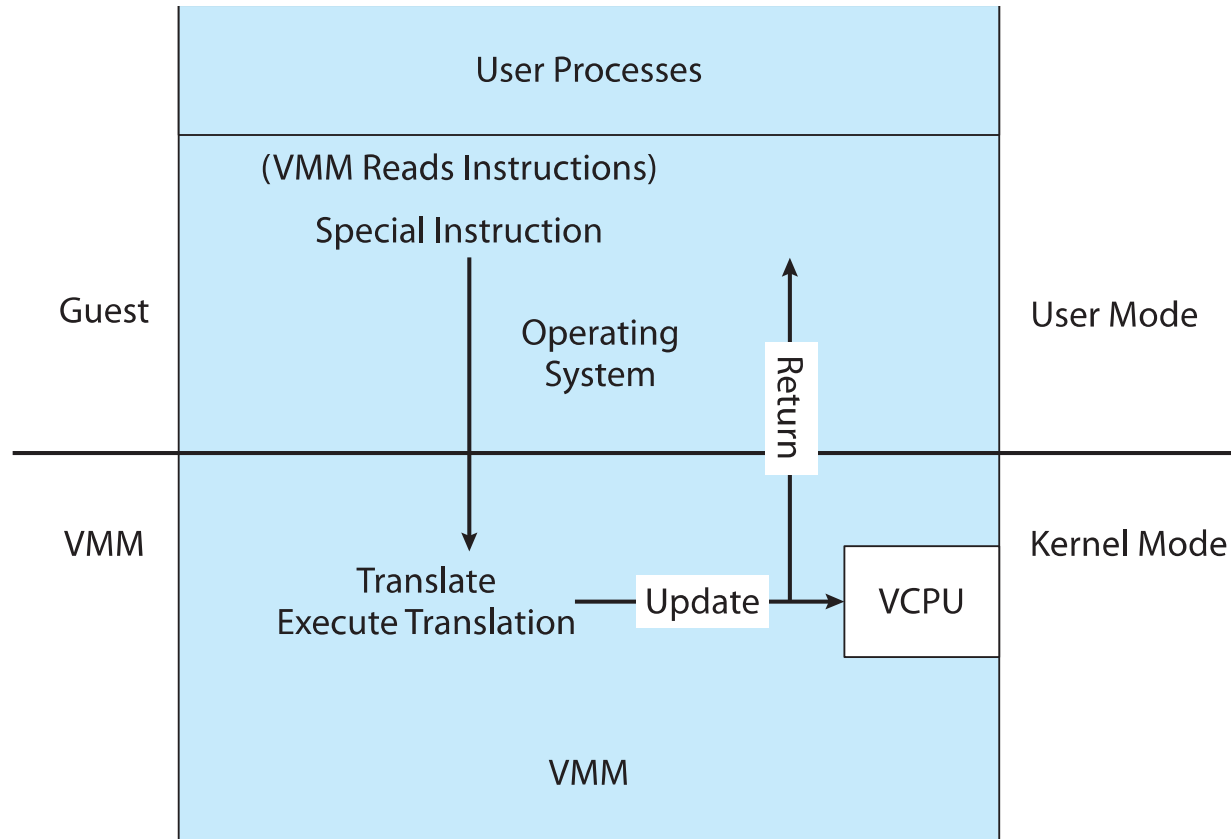 User Processes
(VMM Reads Instructions)
Special Instruction
Guest
Operating
System
Return
User Mode
VMM
Kernel Mode
Translate
Execute Translation
Update
VCPU
VMM